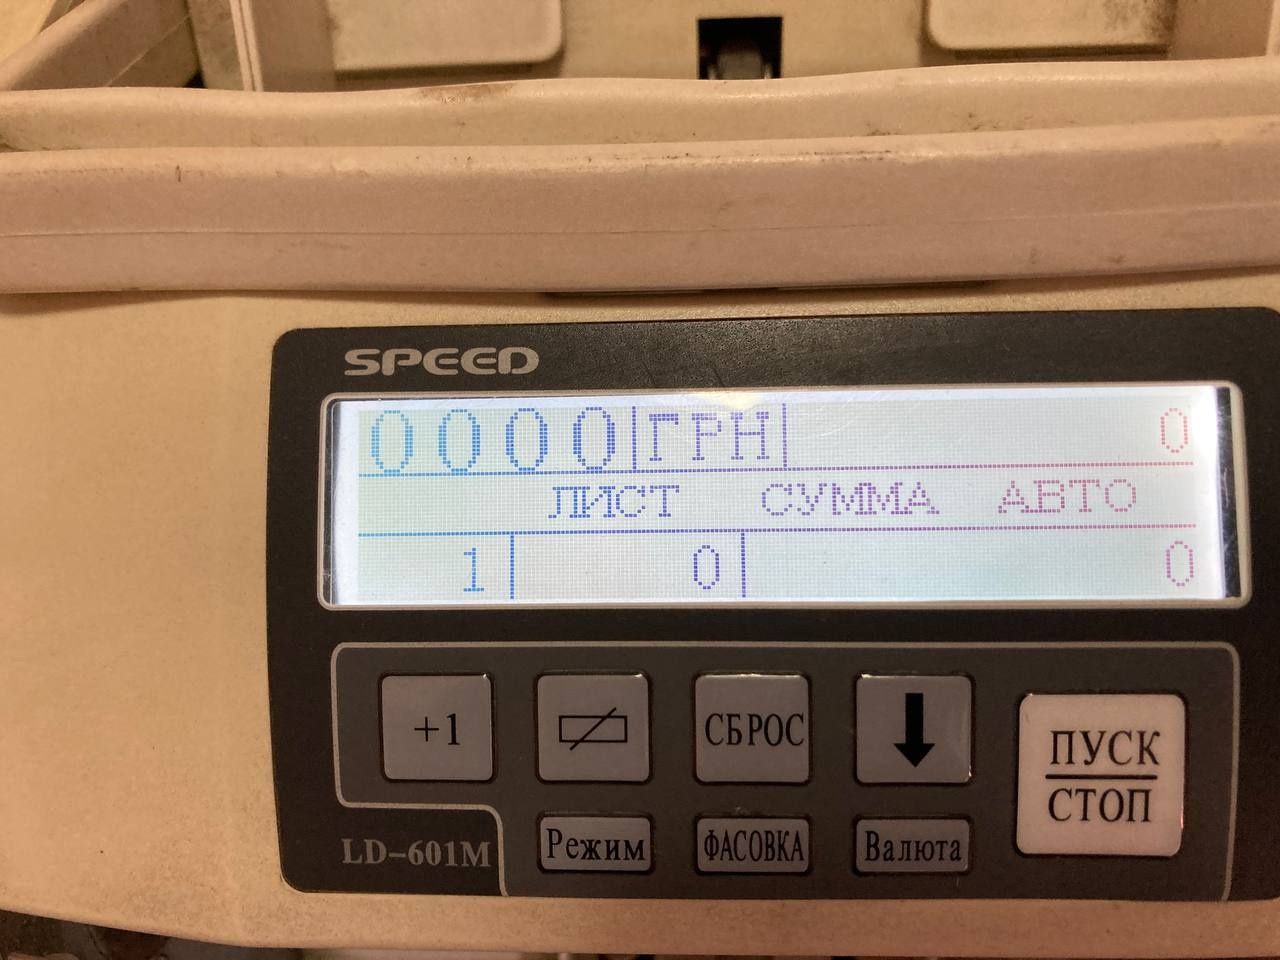 SPEED
0000 ГРН 0
ЛИСТ СУММА АВТО
1 0 0
+1 СБРОС
ПУСК
СТОП
LD-601M Режим ФАСОВКА Валюта